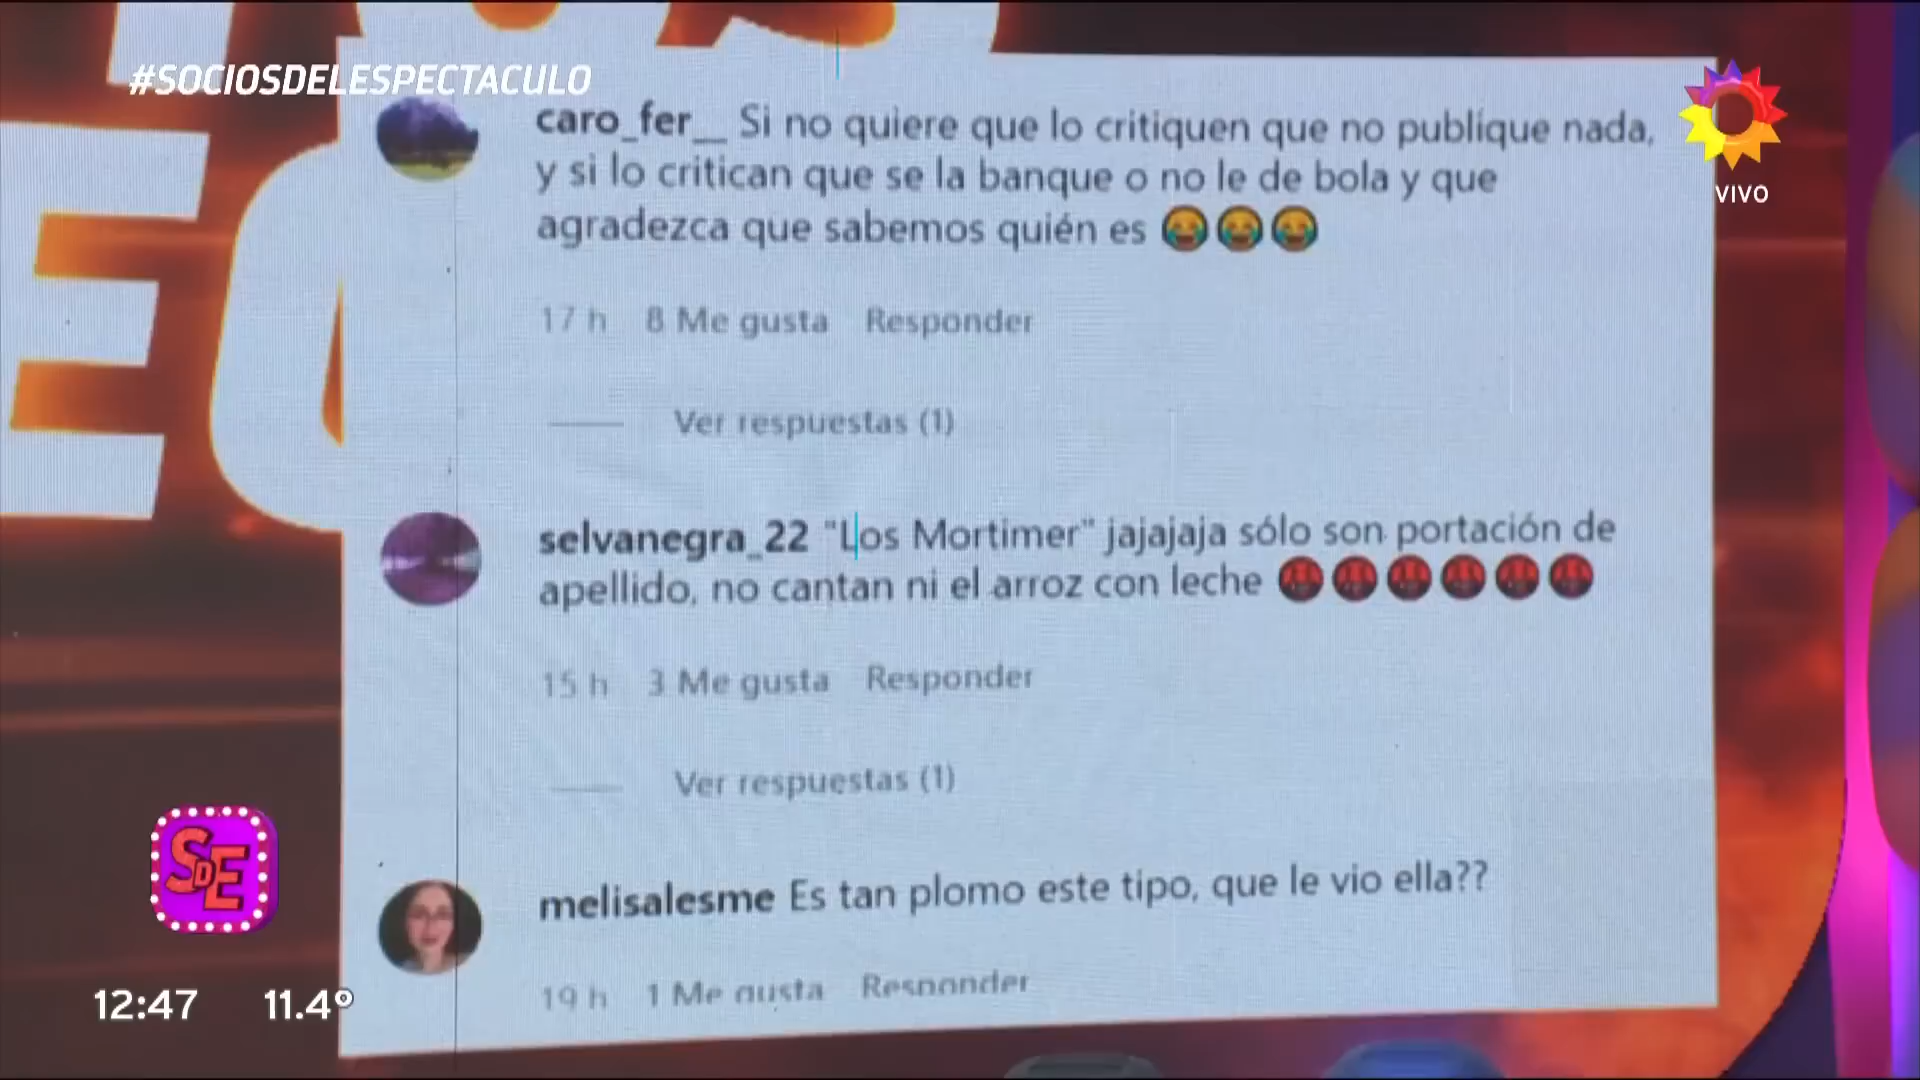 #SOCIOSDELESPECTACULO
caro_fer__ Si no quiere que lo critiquen que no publique nada,
y si lo critican que se la banque o no le de bola y que
agradezca que sabemos quién es 😂😂😂
17 h 8 Me gusta Responder
Ver respuestas (1)
selvanegra_22 "Los Mortimer" jajajaja sólo son portación de
apellido, no cantan ni el arroz con leche 🤬🤬🤬🤬🤬🤬
15 h 3 Me gusta Responder
Ver respuestas (1)
melisalesme Es tan plomo este tipo, que le vio ella??
19 h 1 Me gusta Responder
VIVO
SDE
12:47 11.4°